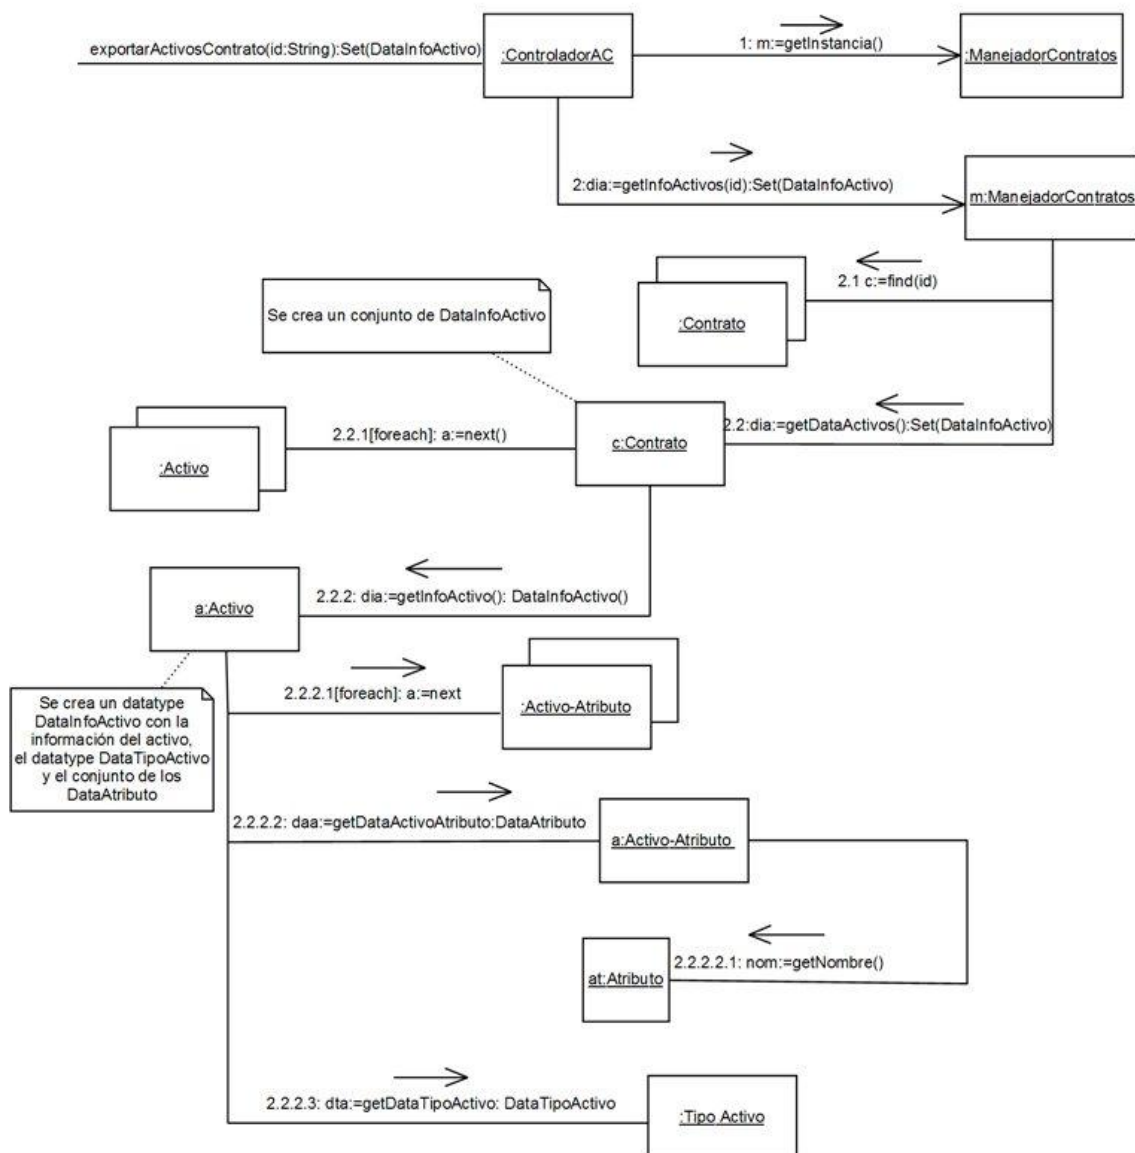 exportarActivosContrato(id:String):Set(DataInfoActivo)
:ControladorAC
1: m:=getInstancia()
:ManejadorContratos
2:dia:=getInfoActivos(id):Set(DataInfoActivo)
m:ManejadorContratos
2.1 c:=find(id)
:Contrato
Se crea un conjunto de DataInfoActivo
2.2:dia:=getDataActivos():Set(DataInfoActivo)
c:Contrato
2.2.1[foreach]: a:=next()
:Activo
2.2.2: dia:=getInfoActivo(): DataInfoActivo()
a:Activo
2.2.2.1[foreach]: a:=next
:Activo-Atributo
Se crea un datatype
DataInfoActivo con la
información del activo,
el datatype DataTipoActivo
y el conjunto de los
DataAtributo
2.2.2.2: daa:=getDataActivoAtributo:DataAtributo
a:Activo-Atributo
2.2.2.2.1: nom:=getNombre()
at:Atributo
2.2.2.3: dta:=getDataTipoActivo: DataTipoActivo
:Tipo Activo